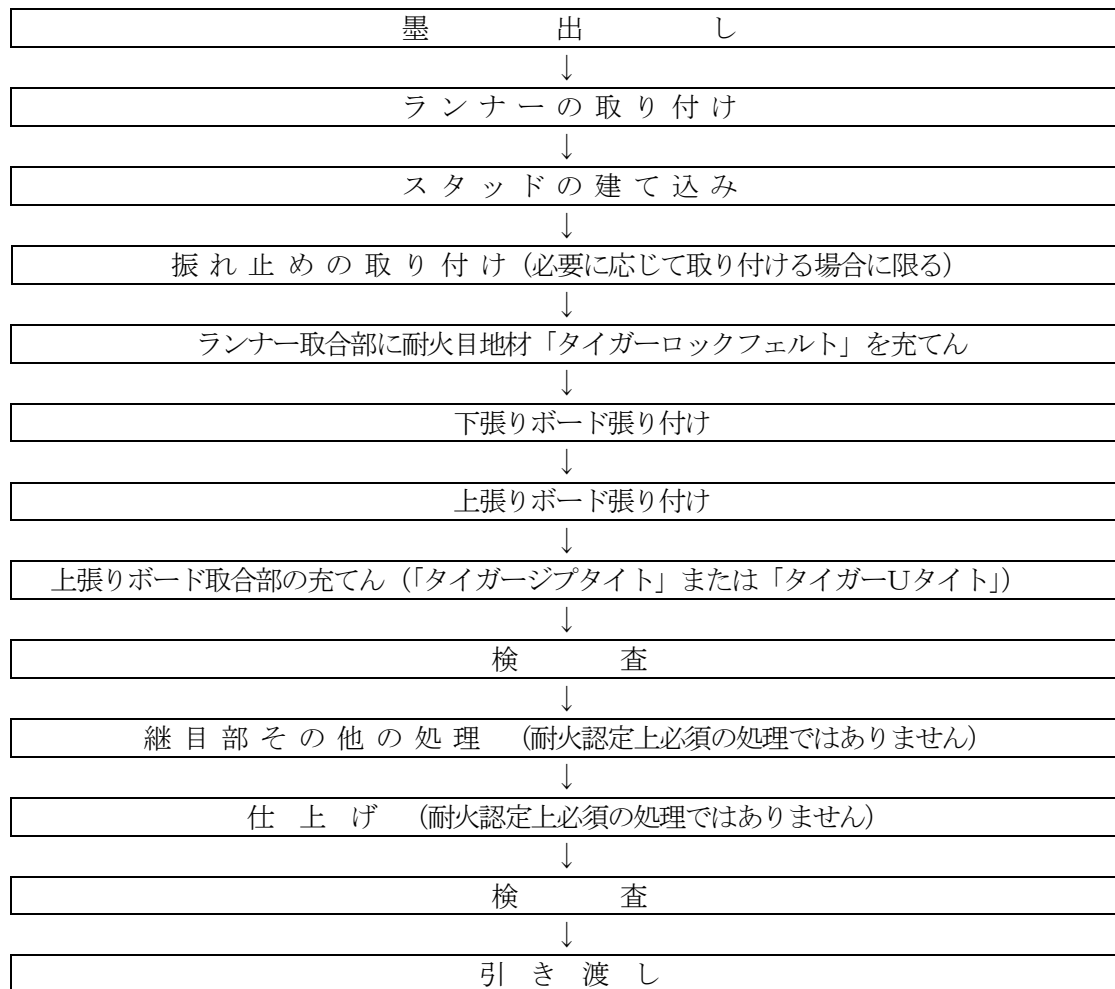 墨出し
↓
ランナーの取り付け
↓
スタッドの建て込み
↓
振れ止めの取り付け(必要に応じて取り付ける場合に限る)
↓
ランナー取合部に耐火目地材「タイガーロックフェルト」を充てん
↓
下張りボード張り付け
↓
上張りボード張り付け
↓
上張りボード取合部の充てん(「タイガージプタイト」または「タイガーUタイト」)
↓
検査
↓
継目部その他の処理 (耐火認定上必須の処理ではありません)
↓
仕上げ (耐火認定上必須の処理ではありません)
↓
検査
↓
引き渡し